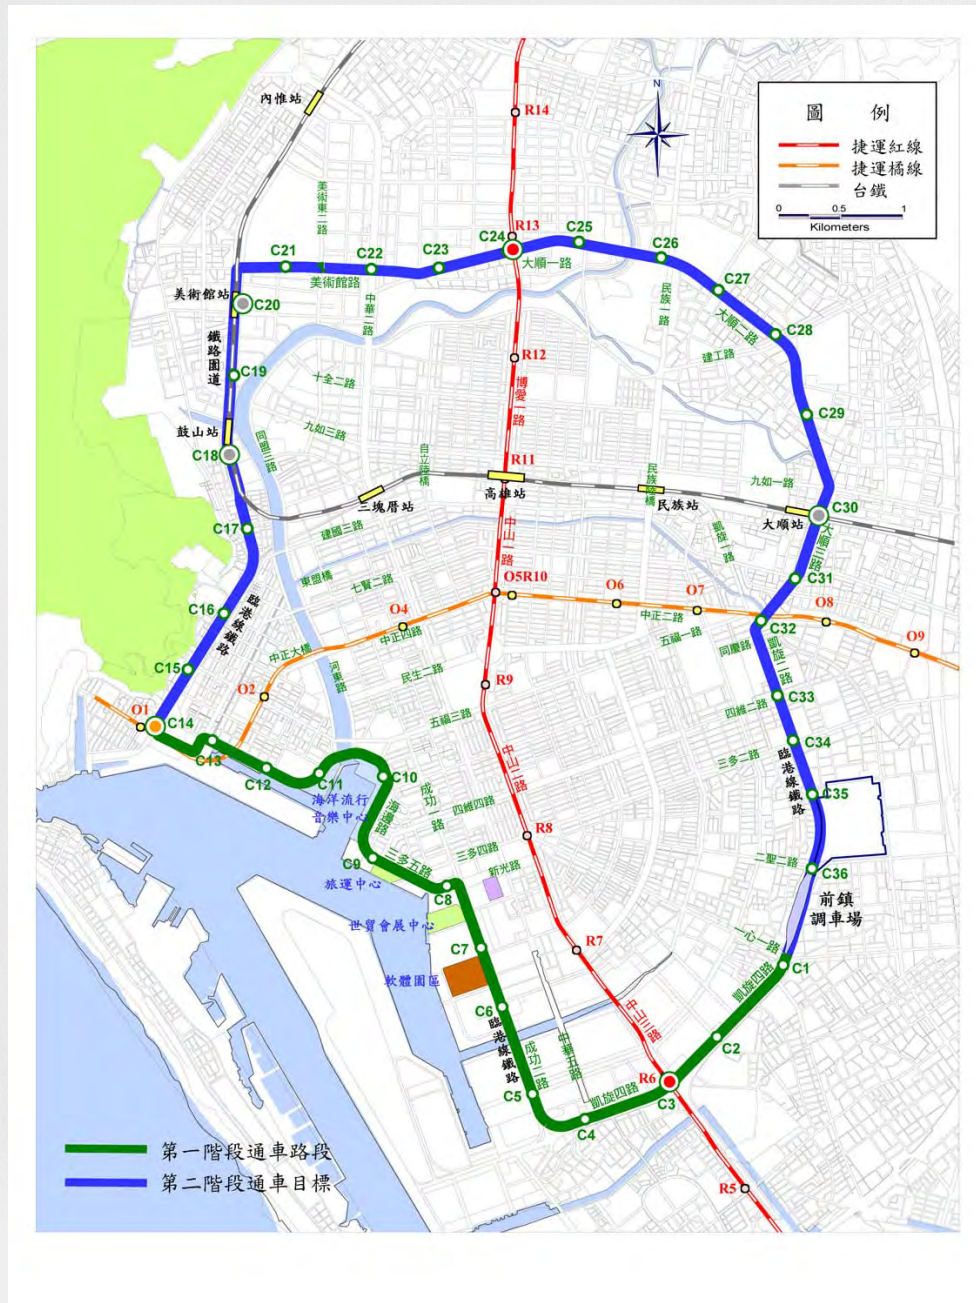 內惟站
R14
N
圖 例
捷運紅線
捷運橘線
台鐵
0 0.5 1
Kilometers
美術東二路
R13
C24
C25
大順一路
C26
C21
C22
C23
美術館路
美術館站
C20
中華二路
民族一路
C27
大順二路
C28
建工路
鐵路園道
C19
十全二路
R12
博愛一路
C29
鼓山站
C18
同盟三路
九如三路
自立陸橋
R11
高雄站
三塊厝站
民族陸橋
民族站
九如一路
C30
大順站
大順三路
C17
建國三路
中山一路
凱旋一路
東盟橋
七賢二路
C31
O5R10
O6
O7
O8
C16
臨港線鐵路
O4
中正四路
中正二路
五福一路
C32
同慶路
凱旋二路
O9
中正大橋
河東路
C15
民生二路
O2
R9
C33
四維二路
O1
C14
五福三路
中山二路
C34
三多二路
臨港線鐵路
C13
C12
C11
C10
海洋流行
音樂中心
海邊路
成功一路
四維四路
C35
R8
二聖二路
C36
C9
三多五路
三多四路
新光路
旅運中心
C8
前鎮
調車場
世貿會展中心
一心一路
C7
R7
C1
軟體園區
凱旋四路
C6
臨港線鐵路
成功二路
中華五路
中山三路
C2
C5
R6
C3
凱旋四路
C4
R5
第一階段通車路段
第二階段通車目標